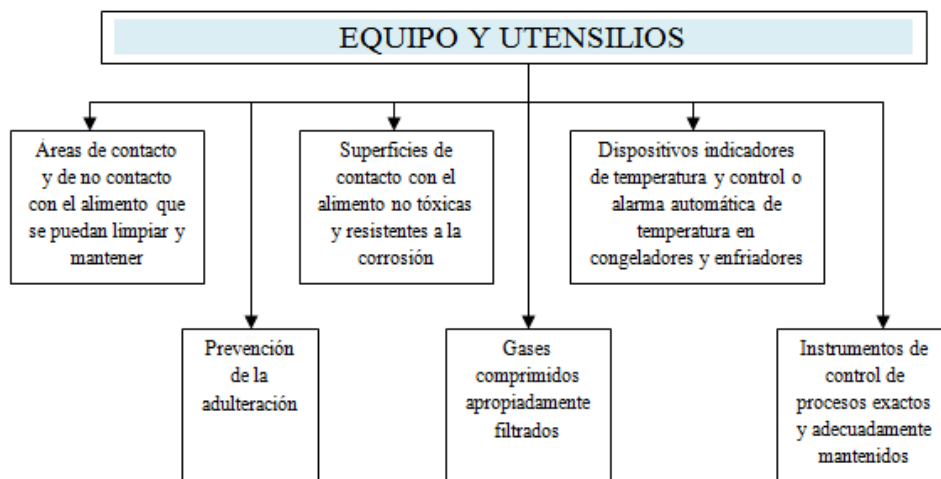 EQUIPO Y UTENSILIOS
Áreas de contacto
y de no contacto
con el alimento que
se puedan limpiar y
mantener
Superficies de
contacto con el
alimento no tóxicas
y resistentes a la
corrosión
Dispositivos indicadores
de temperatura y control o
alarma automática de
temperatura en
congeladores y enfriadores
Prevención
de la
adulteración
Gases
comprimidos
apropiadamente
filtrados
Instrumentos de
control de
procesos exactos
y adecuadamente
mantenidos